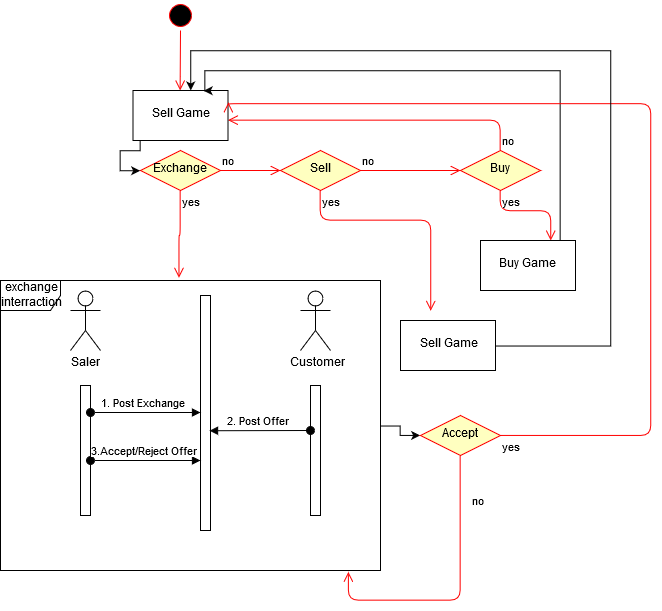 Sell Game
Exchange
no
Sell
no
Buy
no
yes
yes
yes
Buy Game
exchange
interraction
Saler
Customer
Sell Game
1. Post Exchange
2. Post Offer
3.Accept/Reject Offer
Accept
yes
no